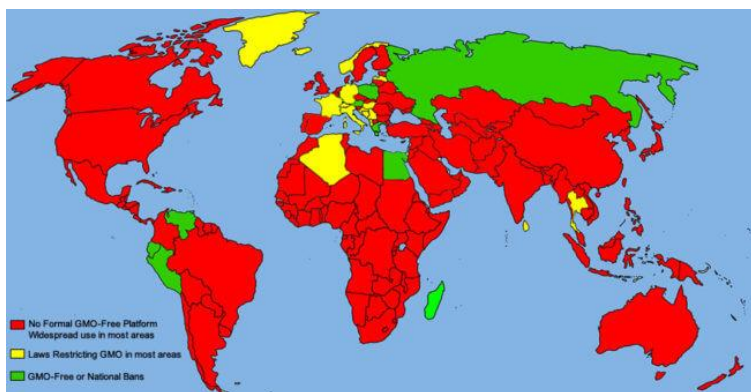 No Formal GMO-Free Platform
Widespread use in most areas
Laws Restricting GMO in most areas
GMO-Free or National Bans